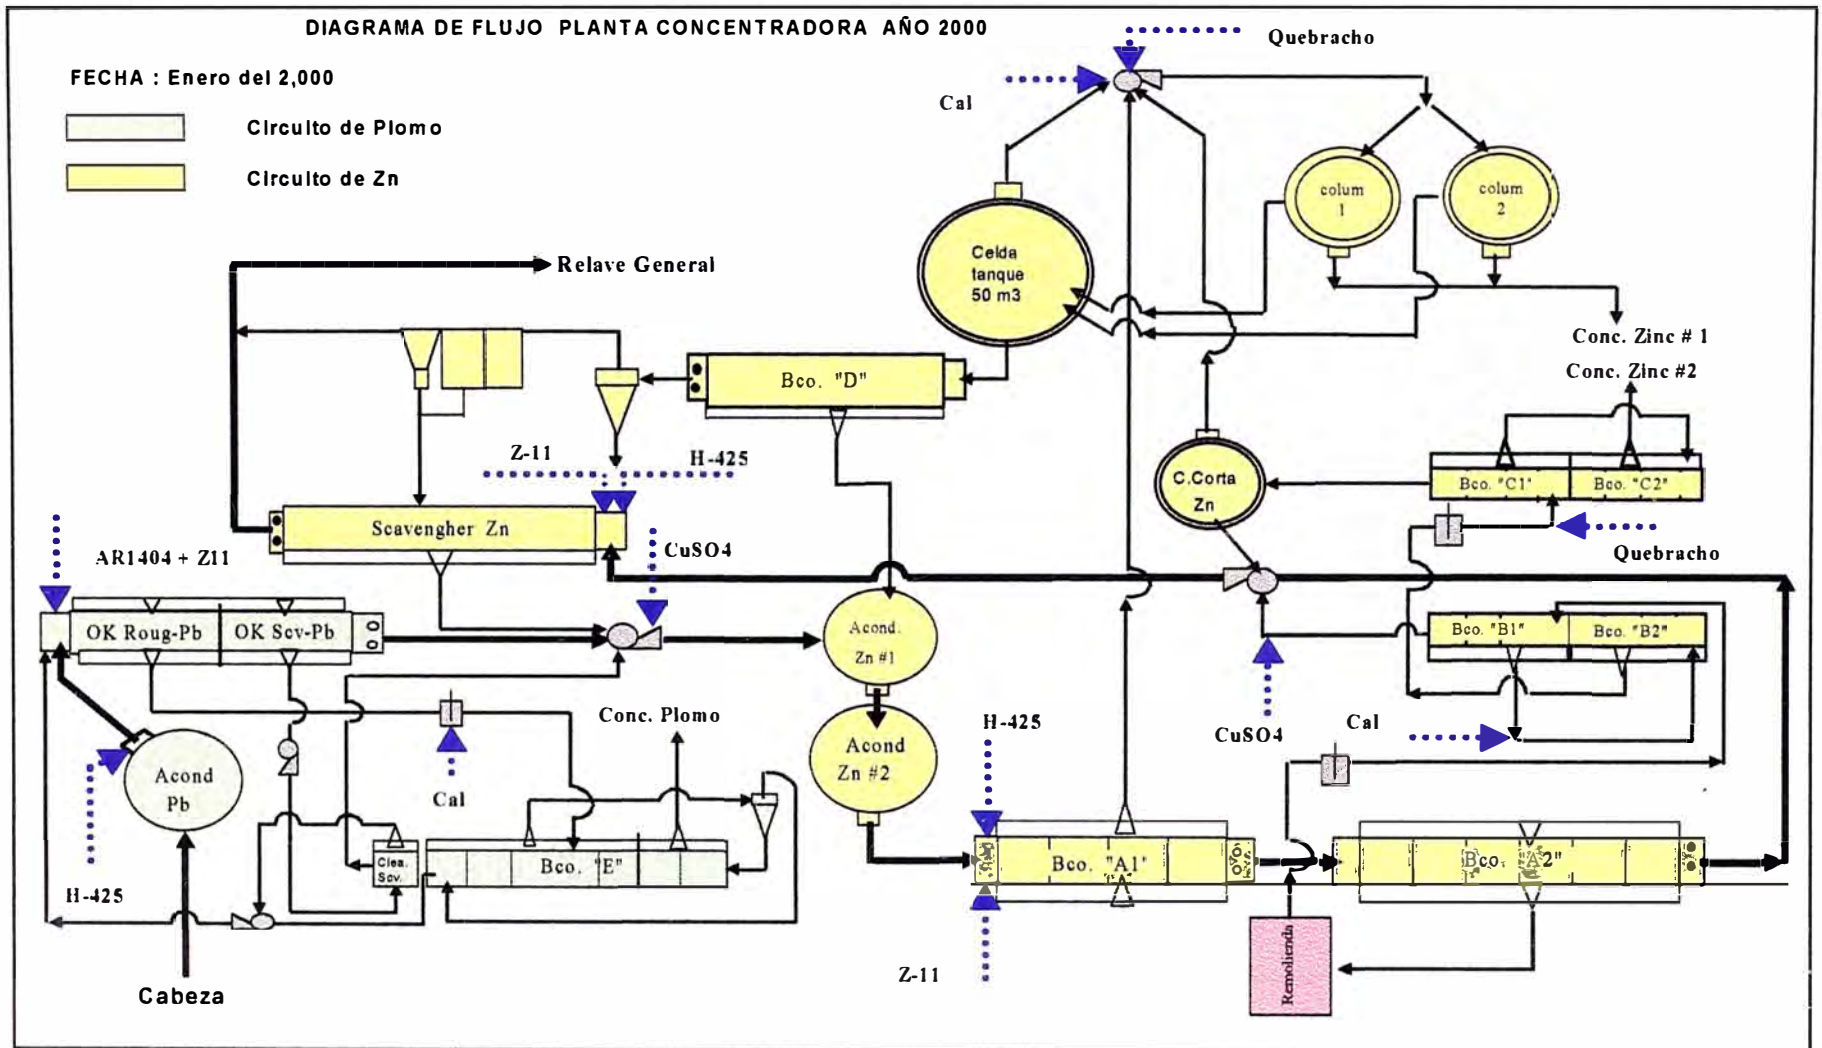 DIAGRAMA DE FLUJO PLANTA CONCENTRADORA AÑO 2000
FECHA : Enero del 2,000
Circuito de Plomo
Circuito de Zn
Quebracho
Cal
colum
1
colum
2
Celda
tanque
50 m3
Relave General
Conc. Zinc # 1
Conc. Zinc #2
Bco. "D"
Z-11
H-425
C.Corta
Zn
Bco. "C1"
Bco. "C2"
Scavengher Zn
CuSO4
Quebracho
AR1404 + Z11
OK Roug-Pb
OK Scv-Pb
Acond.
Zn #1
Bco. "B1"
Bco. "B2"
Conc. Plomo
H-425
CuSO4
Cal
Acond
Zn #2
Acond
Pb
Cal
Clea.
Scv.
Bco. "E"
Bco. "A1"
Bco. "A2"
H-425
Z-11
Remolienda
Cabeza